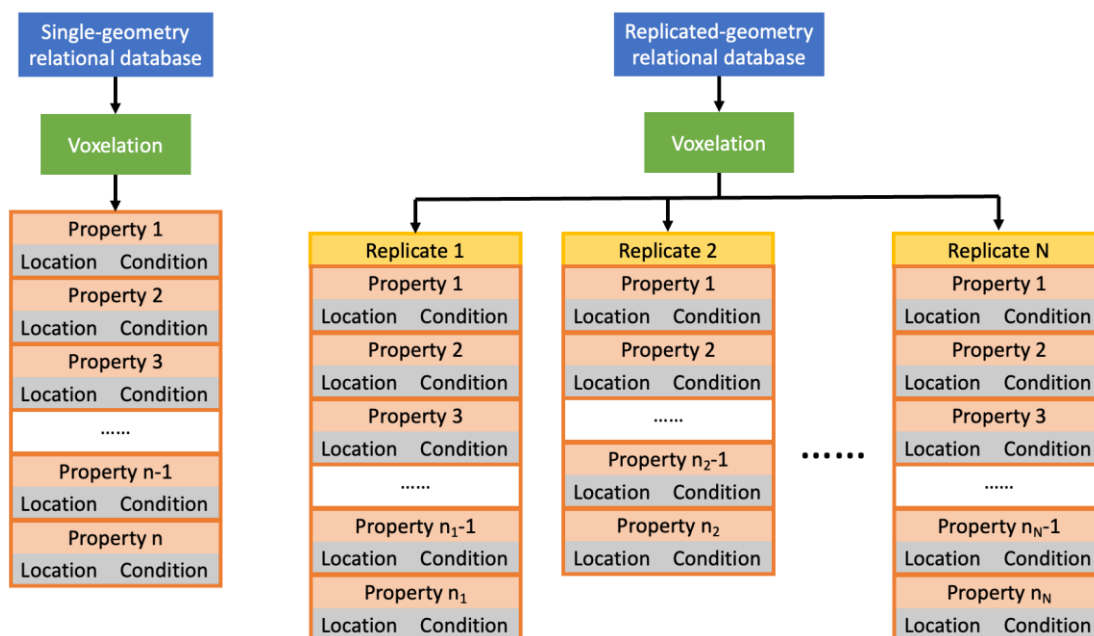 Single-geometry
relational database
Voxelation
Property 1
Location Condition
Property 2
Location Condition
Property 3
Location Condition
......
Property n-1
Location Condition
Property n
Location Condition
Replicated-geometry
relational database
Voxelation
Replicate 1
Property 1
Location Condition
Property 2
Location Condition
Property 3
Location Condition
......
Property n₁-1
Location Condition
Property n₁
Location Condition
Replicate 2
Property 1
Location Condition
Property 2
Location Condition
......
Property n₂-1
Location Condition
Property n₂
Location Condition
......
Replicate N
Property 1
Location Condition
Property 2
Location Condition
Property 3
Location Condition
......
Property n_N-1
Location Condition
Property n_N
Location Condition